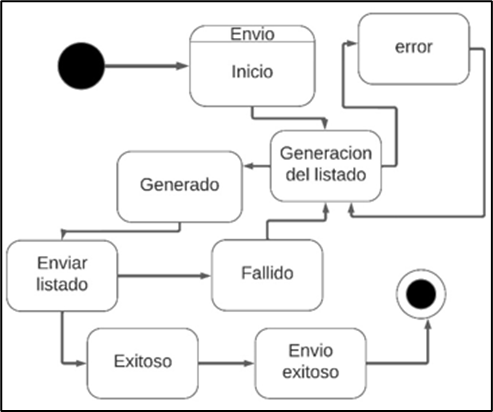 Envio
Inicio
error
Generacion
del listado
Generado
Enviar
listado
Fallido
Exitoso
Envio
exitoso